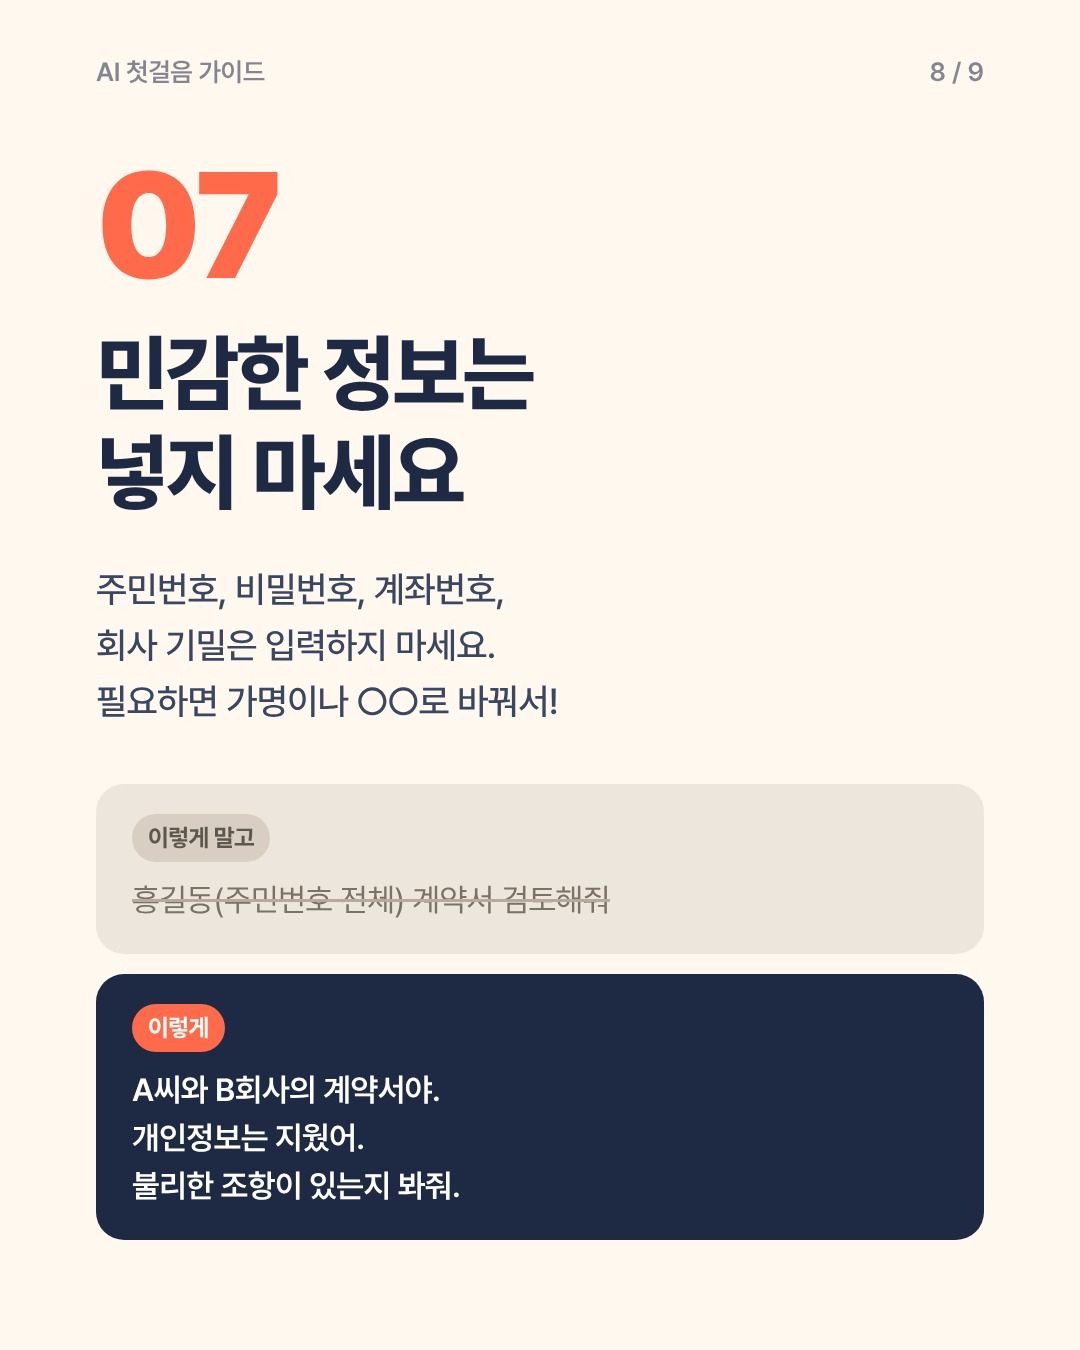 AI 첫걸음 가이드
8 / 9
07
민감한 정보는
넣지 마세요
주민번호, 비밀번호, 계좌번호,
회사 기밀은 입력하지 마세요.
필요하면 가명이나 〇〇로 바꿔서!
이렇게 말고
홍길동(주민번호 전체) 계약서 검토해줘
이렇게
A씨와 B회사의 계약서야.
개인정보는 지웠어.
불리한 조항이 있는지 봐줘.